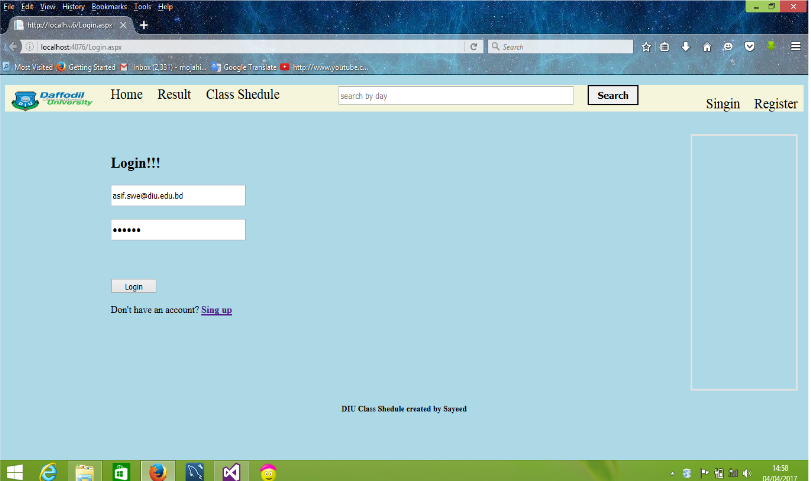 File Edit View History Bookmarks Tools Help
http://localh...6/Login.aspx
localhost:4076/Login.aspx
Search
Most Visited Getting Started Inbox (2,331) - mojahi... Google Translate http://www.youtube.c...
Daffodil University
Home Result Class Shedule search by day Search Singin Register
Login!!!
asif.swe@diu.edu.bd
••••••
Login
Don't have an account? Sing up
DIU Class Shedule created by Sayeed
14:58
04/04/2017